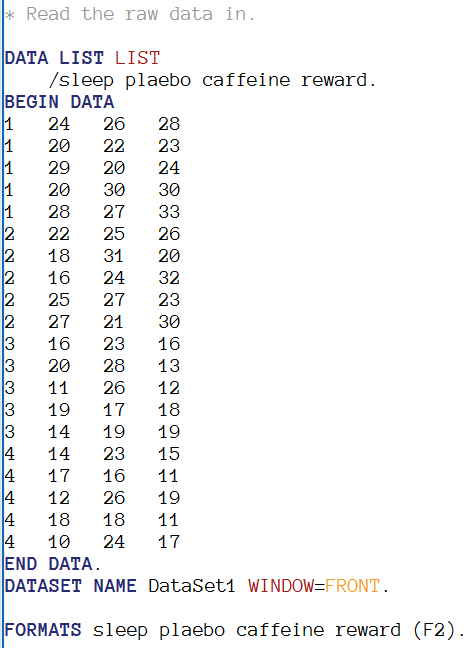 * Read the raw data in.
DATA LIST LIST
/sleep plaebo caffeine reward.
BEGIN DATA
1 24 26 28
1 20 22 23
1 29 20 24
1 20 30 30
1 28 27 33
2 22 25 26
2 18 31 20
2 16 24 32
2 25 27 23
2 27 21 30
3 16 23 16
3 20 28 13
3 11 26 12
3 19 17 18
3 14 19 19
4 14 23 15
4 17 16 11
4 12 26 19
4 18 18 11
4 10 24 17
END DATA.
DATASET NAME DataSet1 WINDOW=FRONT.
FORMATS sleep plaebo caffeine reward (F2).